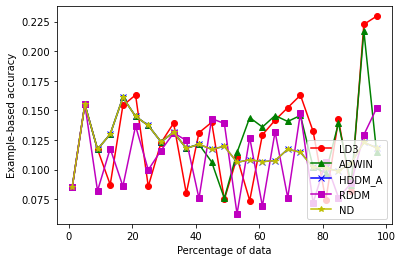 Example-based accuracy
0.225
0.200
0.175
0.150
0.125
0.100
0.075
0
20
40
60
80
100
Percentage of data
LD3
ADWIN
HDDM_A
RDDM
ND